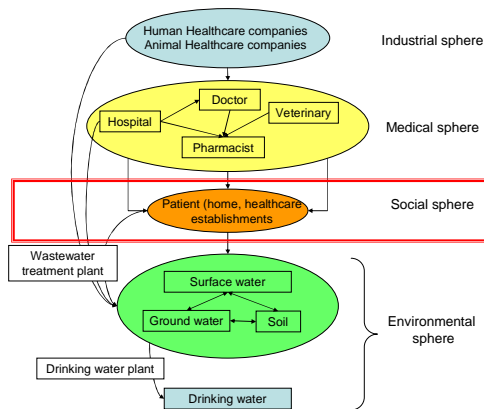 Human Healthcare companies
Animal Healthcare companies
Industrial sphere
Doctor
Hospital
Veterinary
Pharmacist
Medical sphere
Patient (home, healthcare
establishments
Social sphere
Wastewater
treatment plant
Surface water
Ground water
Soil
Environmental
sphere
Drinking water plant
Drinking water